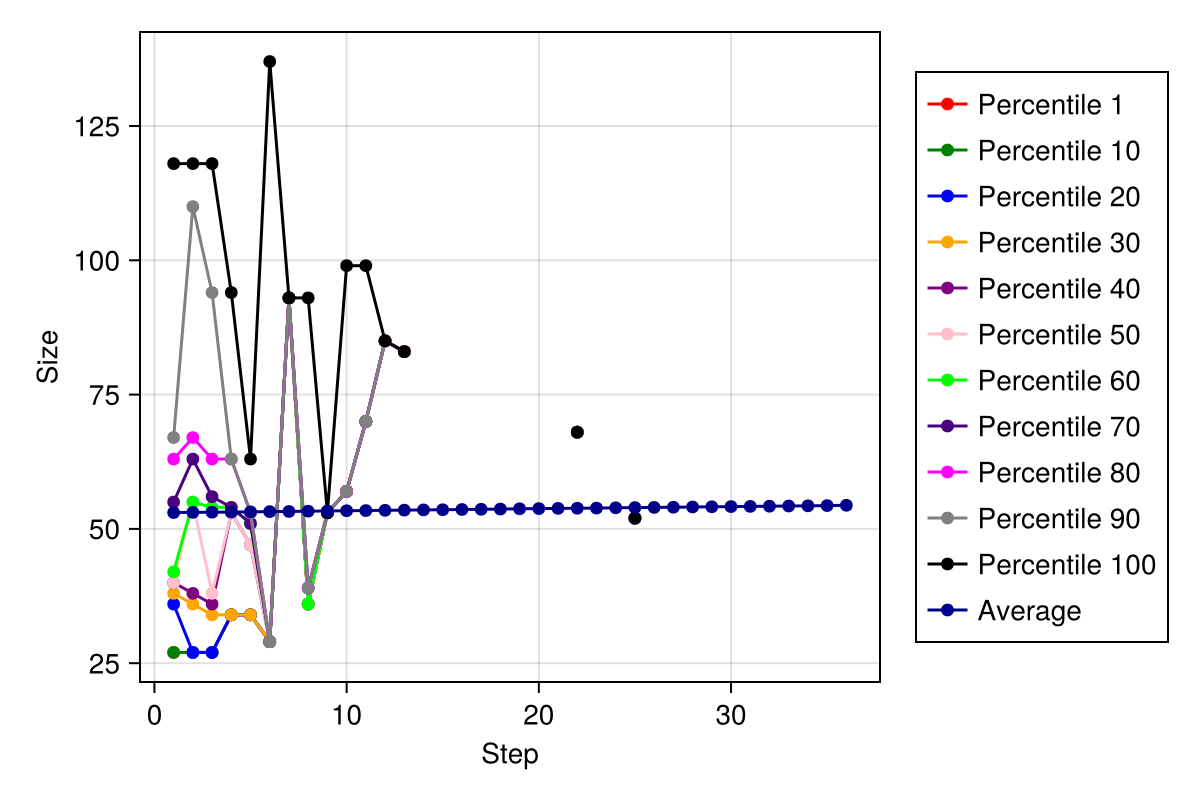 125
100
75
50
25
Size
0
10
20
30
Step
Percentile 1
Percentile 10
Percentile 20
Percentile 30
Percentile 40
Percentile 50
Percentile 60
Percentile 70
Percentile 80
Percentile 90
Percentile 100
Average